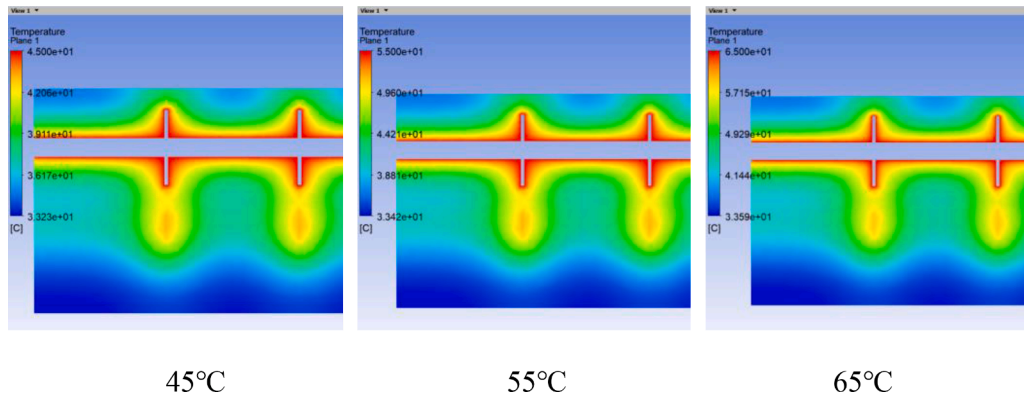 View 1
Temperature
Plane 1
4.500e+01
4.206e+01
3.911e+01
3.617e+01
3.323e+01
[C]
View 1
Temperature
Plane 1
5.500e+01
4.960e+01
4.421e+01
3.881e+01
3.342e+01
[C]
View 1
Temperature
Plane 1
6.500e+01
5.715e+01
4.929e+01
4.144e+01
3.359e+01
[C]
45℃
55℃
65℃